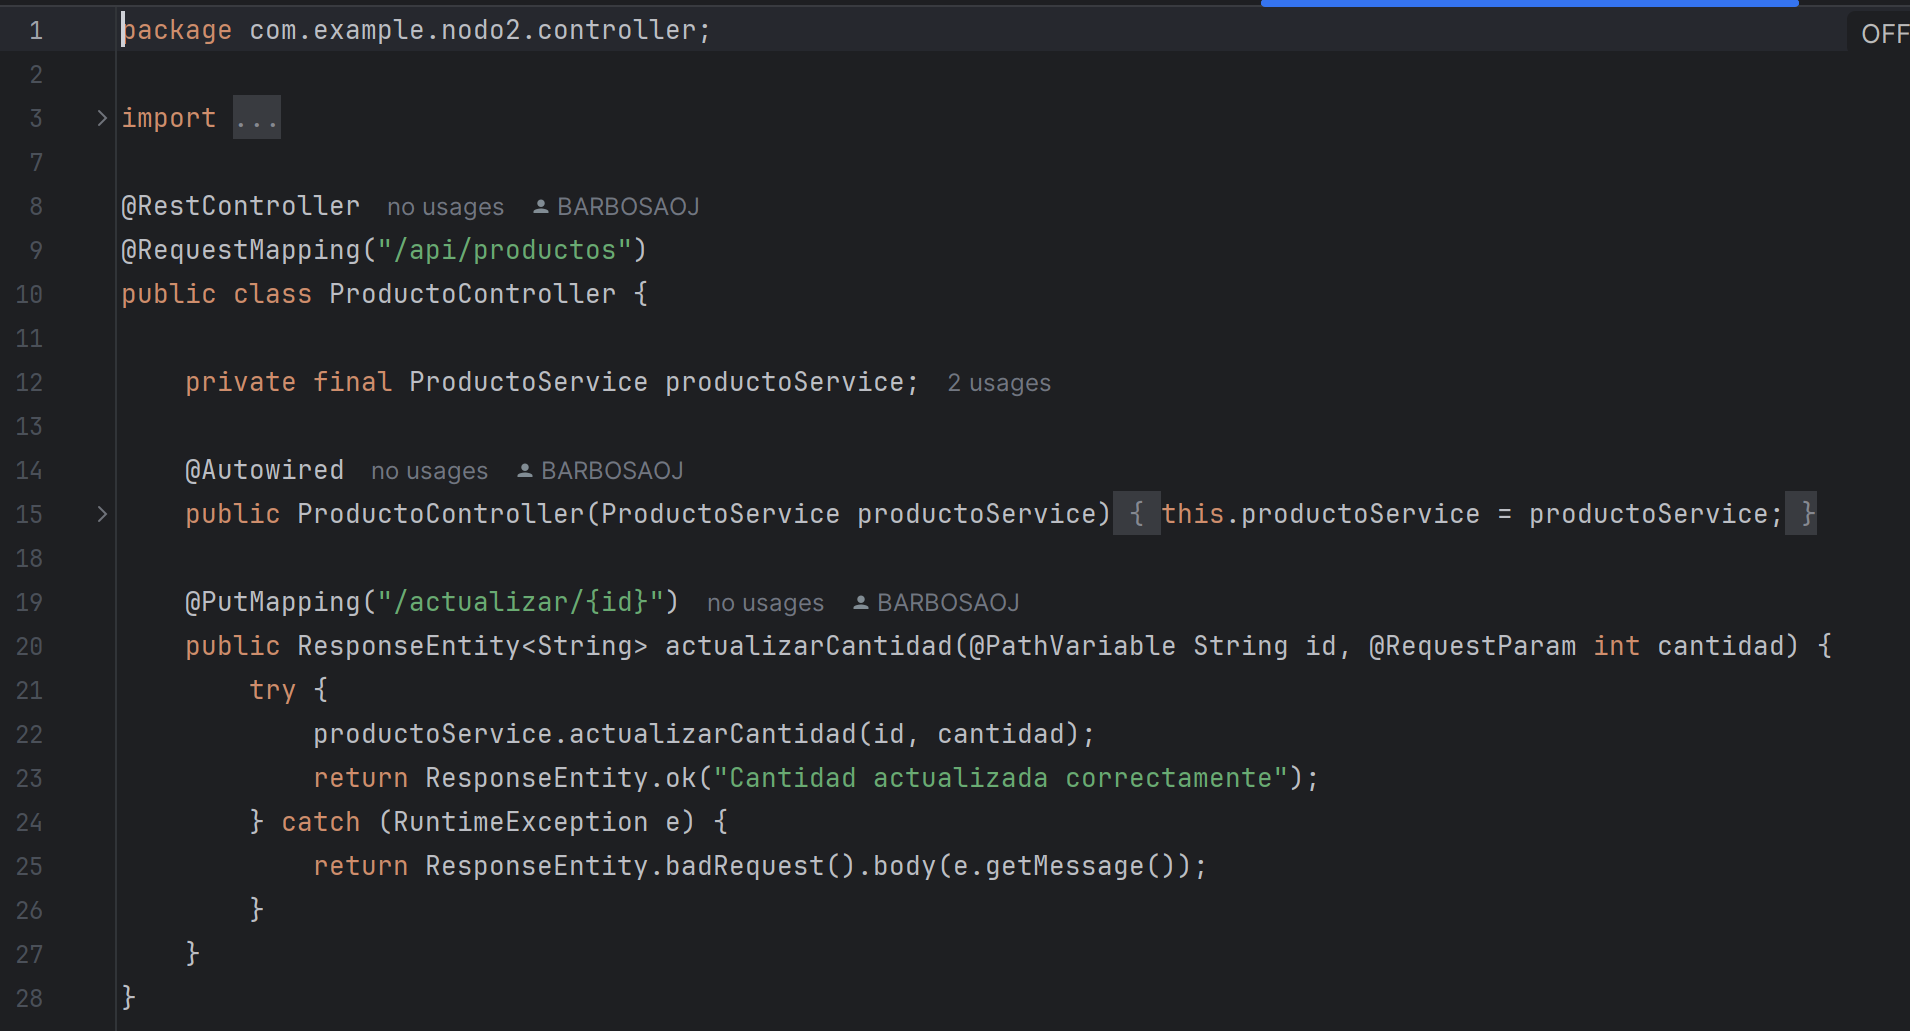 1 package com.example.nodo2.controller; OFF
2
3 import ...
7
8 @RestController no usages BARBOSAOJ
9 @RequestMapping("/api/productos")
10 public class ProductoController {
11
12 private final ProductoService productoService; 2 usages
13
14 @Autowired no usages BARBOSAOJ
15 public ProductoController(ProductoService productoService) { this.productoService = productoService; }
18
19 @PutMapping("/actualizar/{id}") no usages BARBOSAOJ
20 public ResponseEntity<String> actualizarCantidad(@PathVariable String id, @RequestParam int cantidad) {
21 try {
22 productoService.actualizarCantidad(id, cantidad);
23 return ResponseEntity.ok("Cantidad actualizada correctamente");
24 } catch (RuntimeException e) {
25 return ResponseEntity.badRequest().body(e.getMessage());
26 }
27 }
28 }